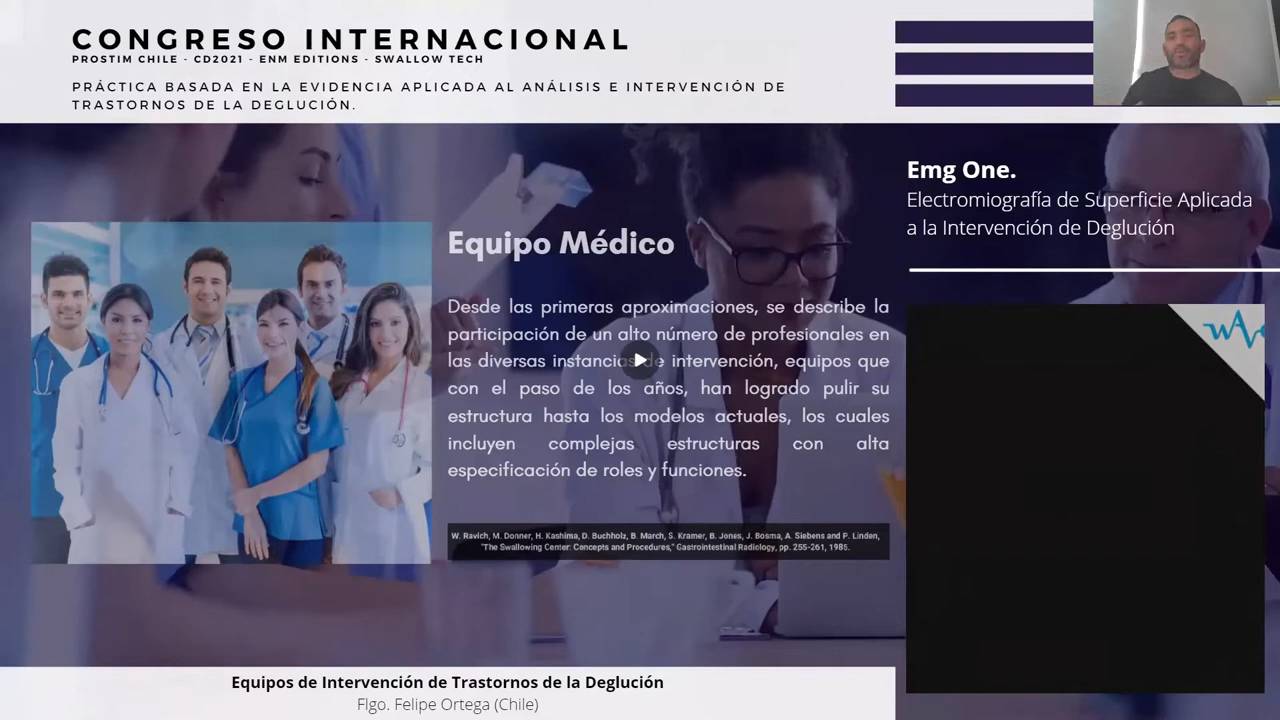 CONGRESO INTERNACIONAL
PROSTIM CHILE - CD2021 - ENM EDITIONS - SWALLOW TECH
PRÁCTICA BASADA EN LA EVIDENCIA APLICADA AL ANÁLISIS E INTERVENCIÓN DE
TRASTORNOS DE LA DEGLUCIÓN.
Emg One.
Electromiografía de Superficie Aplicada
a la Intervención de Deglución
Equipo Médico
Desde las primeras aproximaciones, se describe la
participación de un alto número de profesionales en
las diversas instancias de intervención, equipos que
con el paso de los años, han logrado pulir su
estructura hasta los modelos actuales, los cuales
incluyen complejas estructuras con alta
especificación de roles y funciones.
W. Ravich, M. Donner, H. Kashima, D. Buchholz, B. March, S. Kramer, B. Jones, J. Bosma, A. Siebens and P. Linden,
"The Swallowing Center: Concepts and Procedures," Gastrointestinal Radiology, pp. 255-261, 1985.
Equipos de Intervención de Trastornos de la Deglución
Flgo. Felipe Ortega (Chile)